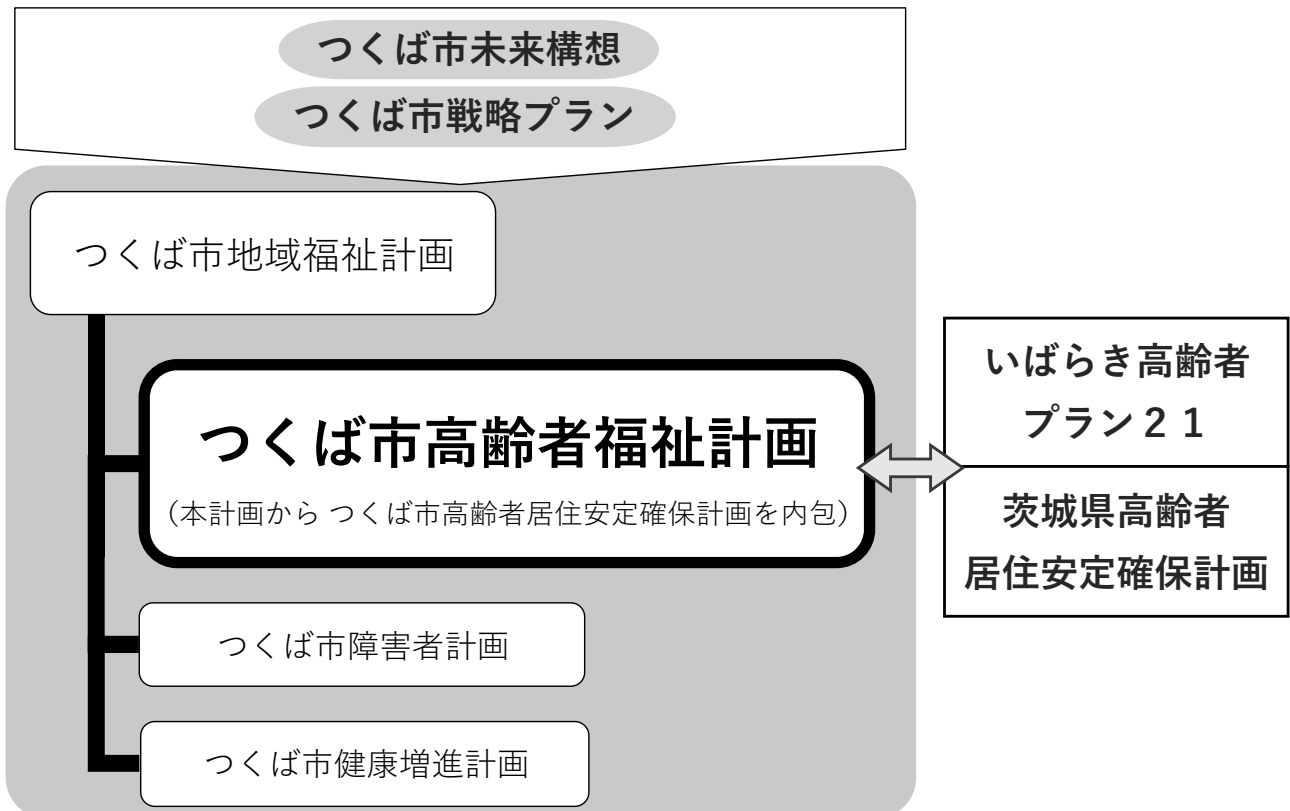 つくば市未来構想
つくば市戦略プラン
つくば市地域福祉計画
つくば市高齢者福祉計画
（本計画から つくば市高齢者居住安定確保計画を内包）
いばらき高齢者
プラン２１
茨城県高齢者
居住安定確保計画
つくば市障害者計画
つくば市健康増進計画